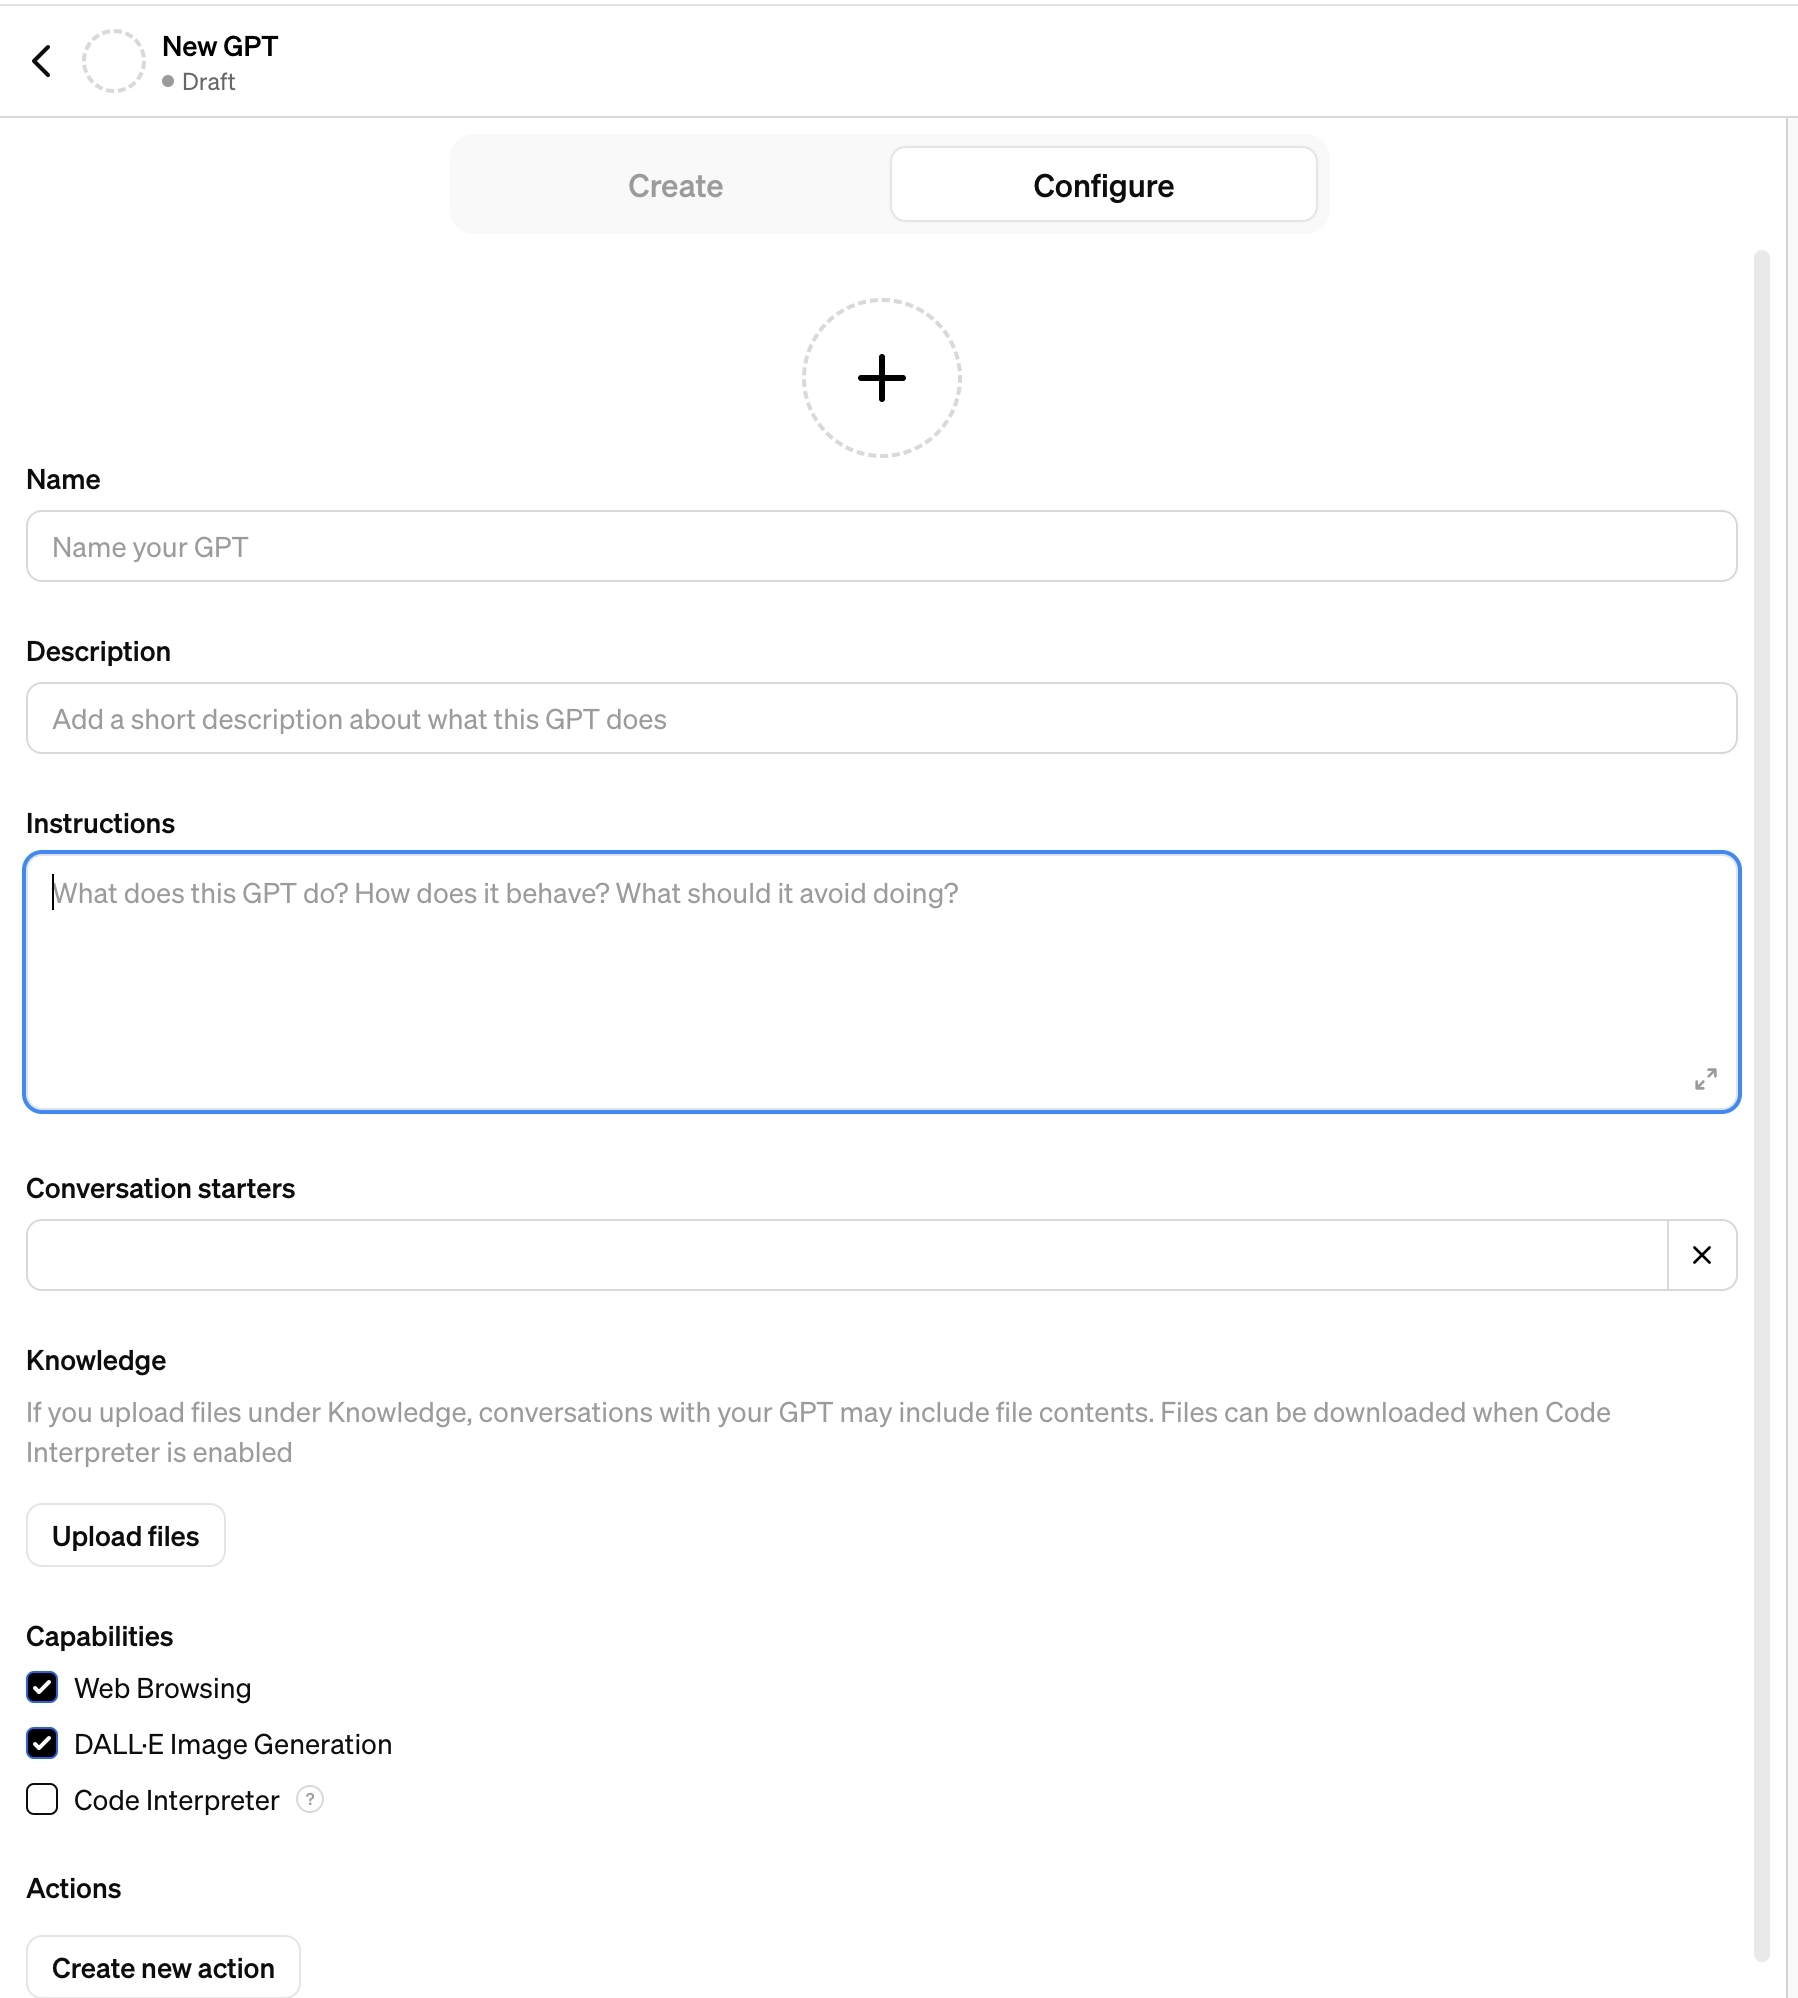 New GPT
Draft
Create
Configure
Name
Name your GPT
Description
Add a short description about what this GPT does
Instructions
What does this GPT do? How does it behave? What should it avoid doing?
Conversation starters
Knowledge
If you upload files under Knowledge, conversations with your GPT may include file contents. Files can be downloaded when Code
Interpreter is enabled
Upload files
Capabilities
Web Browsing
DALL·E Image Generation
Code Interpreter ?
Actions
Create new action